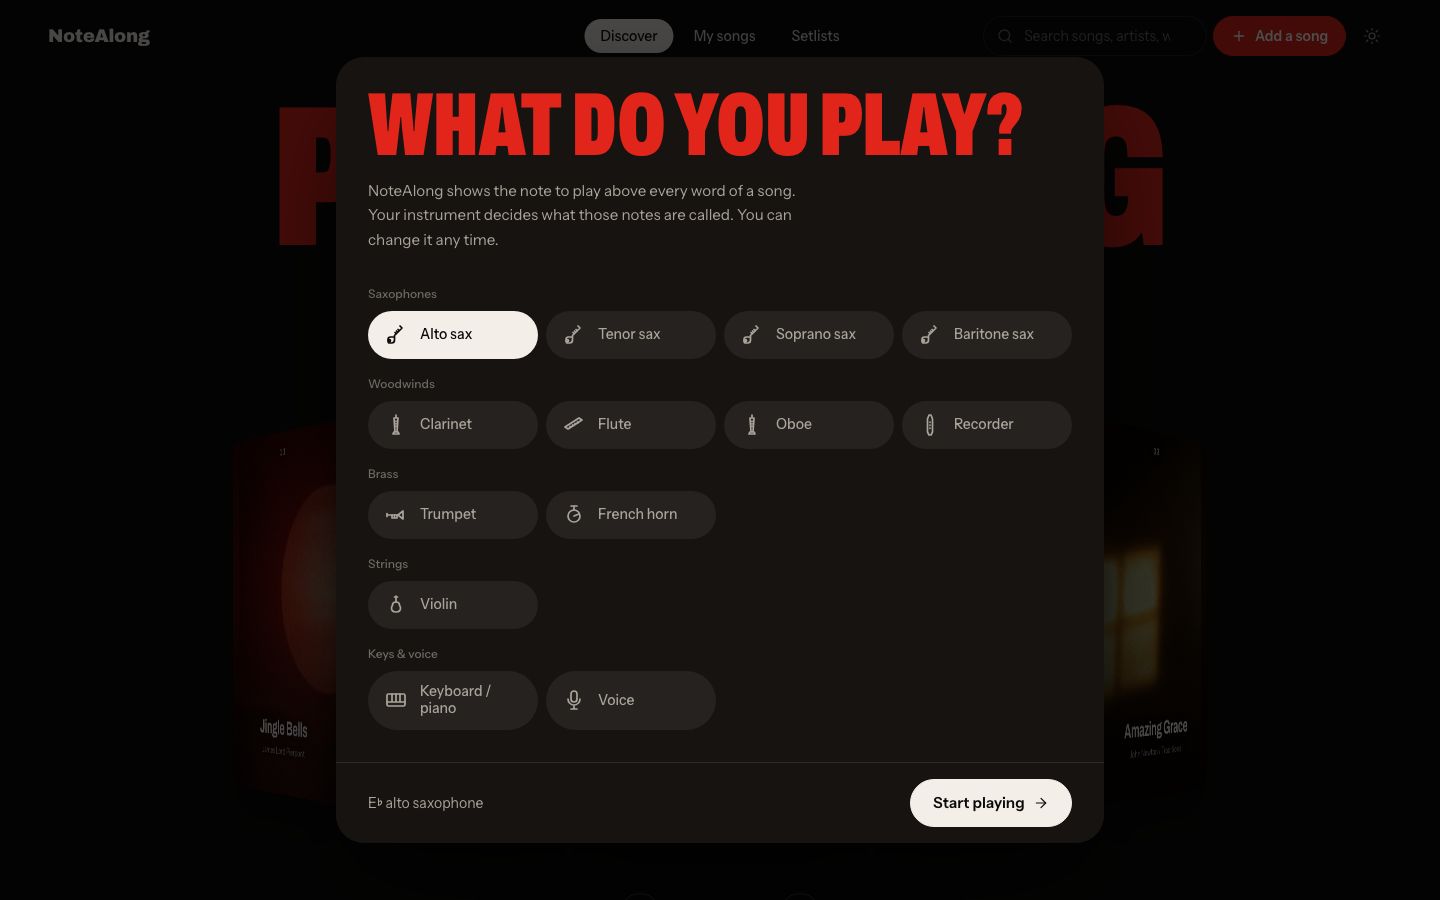 NoteAlong
Discover
My songs
Setlists
Search songs, artists, w
Add a song
WHAT DO YOU PLAY?
NoteAlong shows the note to play above every word of a song.
Your instrument decides what those notes are called. You can
change it any time.
Saxophones
Alto sax
Tenor sax
Soprano sax
Baritone sax
Woodwinds
Clarinet
Flute
Oboe
Recorder
Brass
Trumpet
French horn
Strings
Violin
Keys & voice
Keyboard /
piano
Voice
Jingle Bells
Amazing Grace
E♭ alto saxophone
Start playing